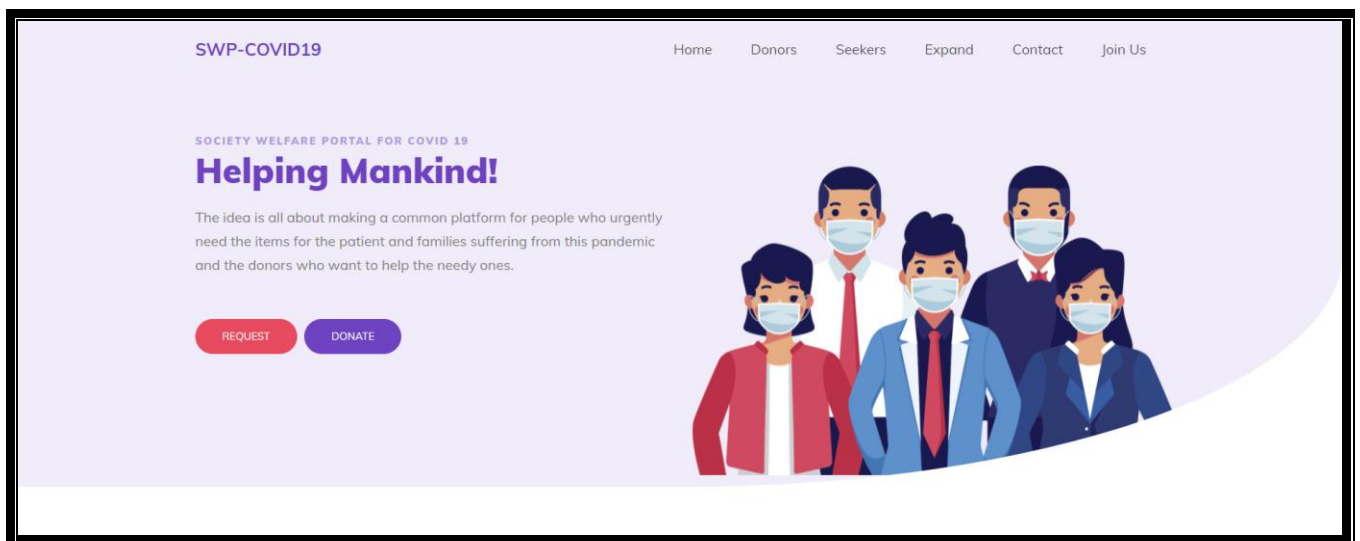 SWP-COVID19
Home Donors Seekers Expand Contact Join Us
SOCIETY WELFARE PORTAL FOR COVID 19
Helping Mankind!
The idea is all about making a common platform for people who urgently
need the items for the patient and families suffering from this pandemic
and the donors who want to help the needy ones.
REQUEST DONATE